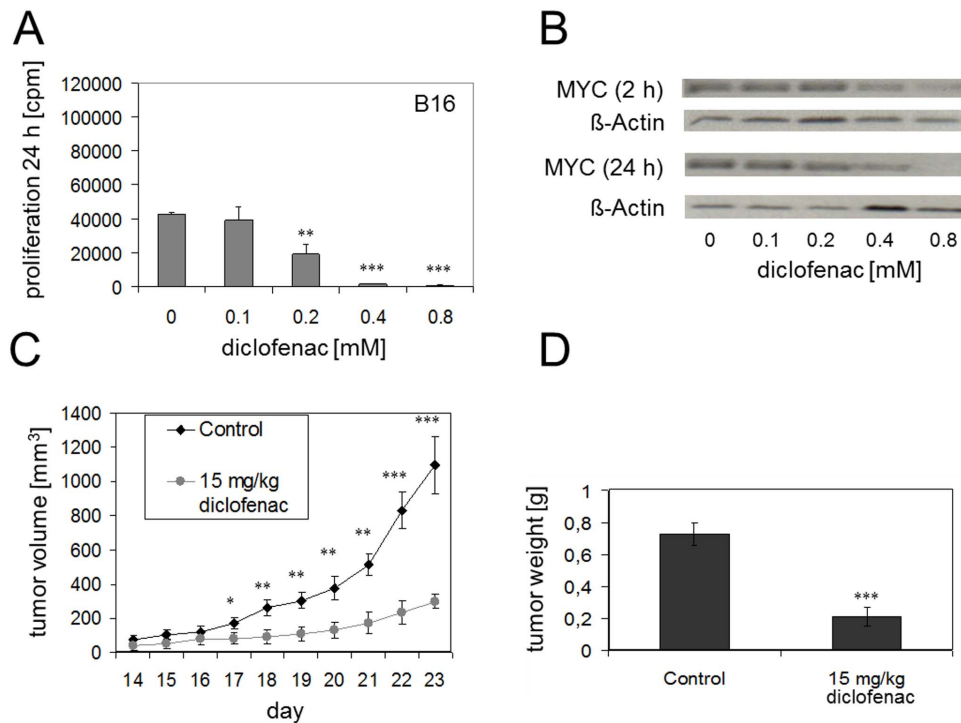 A
proliferation 24 h [cpm]
120000
100000
80000
60000
40000
20000
0
B16
**
***
***
0 0.1 0.2 0.4 0.8
diclofenac [mM]
B
MYC (2 h)
ß-Actin
MYC (24 h)
ß-Actin
0 0.1 0.2 0.4 0.8
diclofenac [mM]
C
tumor volume [mm³]
1400
1200
1000
800
600
400
200
0
Control
15 mg/kg
diclofenac
*
**
**
**
**
***
***
14 15 16 17 18 19 20 21 22 23
day
D
tumor weight [g]
1
0,8
0,6
0,4
0,2
0
***
Control
15 mg/kg
diclofenac